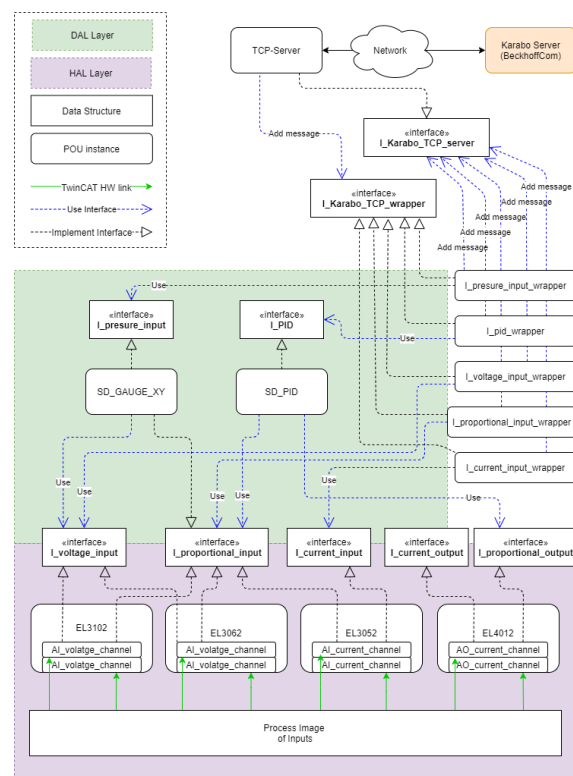 DAL Layer
HAL Layer
Data Structure
POU instance
TwinCAT HW link
Use Interface
Implement Interface
TCP-Server
Network
Karabo Server
(BeckhoffCom)
Add message
«interface»
I_Karabo_TCP_server
«interface»
I_Karabo_TCP_wrapper
Add message
Add message
Add message
Add message
Add message
Use
I_presure_input_wrapper
«interface»
I_presure_input
«interface»
I_PID
I_pid_wrapper
Use
SD_GAUGE_XY
SD_PID
I_voltage_input_wrapper
I_proportional_input_wrapper
I_current_input_wrapper
Use
Use
Use
Use
Use
Use
«interface»
I_voltage_input
«interface»
I_proportional_input
«interface»
I_current_input
«interface»
I_current_output
«interface»
I_proportional_output
EL3102
AI_volatge_channel
AI_volatge_channel
EL3062
AI_volatge_channel
AI_volatge_channel
EL3052
AI_current_channel
AI_current_channel
EL4012
AO_current_channel
AO_current_channel
Process Image
of Inputs